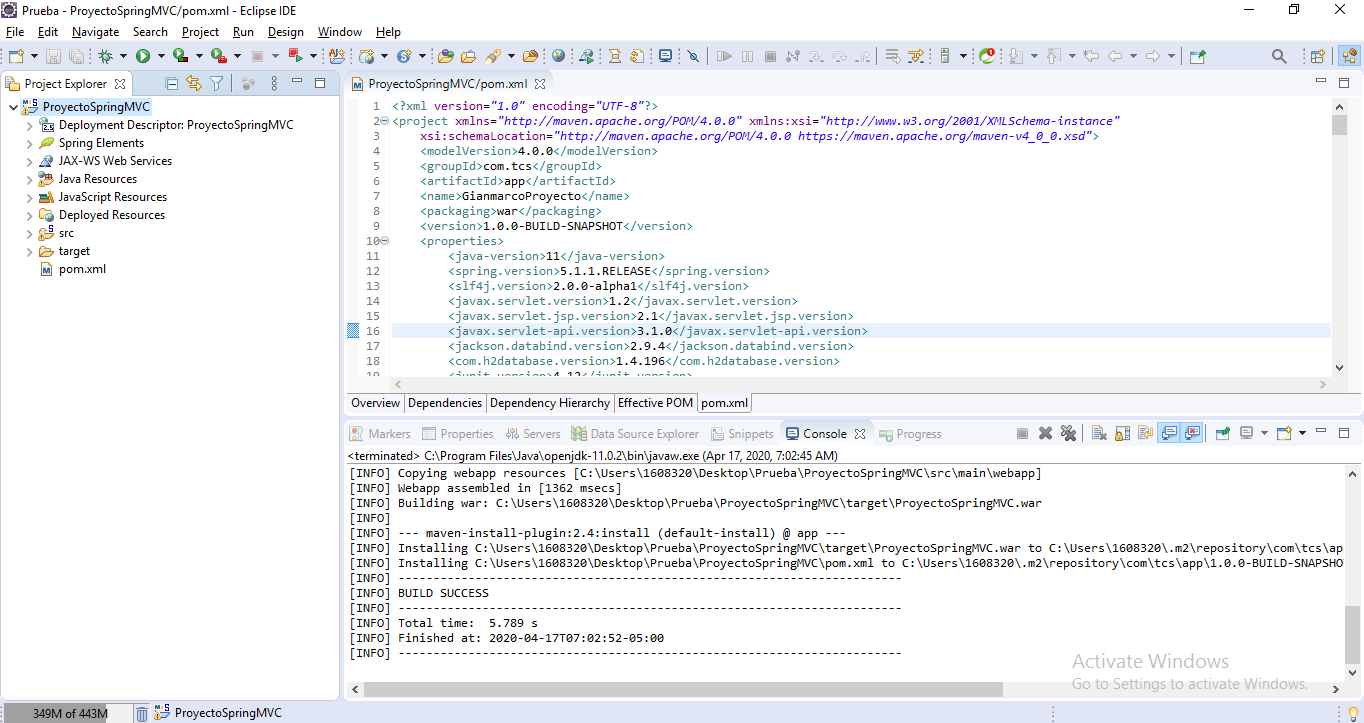 Prueba - ProyectoSpringMVC/pom.xml - Eclipse IDE
File Edit Navigate Search Project Run Design Window Help
Project Explorer
ProyectoSpringMVC
Deployment Descriptor: ProyectoSpringMVC
Spring Elements
JAX-WS Web Services
Java Resources
JavaScript Resources
Deployed Resources
src
target
pom.xml
ProyectoSpringMVC/pom.xml
1 <?xml version="1.0" encoding="UTF-8"?>
2 <project xmlns="http://maven.apache.org/POM/4.0.0" xmlns:xsi="http://www.w3.org/2001/XMLSchema-instance"
3 xsi:schemaLocation="http://maven.apache.org/POM/4.0.0 https://maven.apache.org/maven-v4_0_0.xsd">
4 <modelVersion>4.0.0</modelVersion>
5 <groupId>com.tcs</groupId>
6 <artifactId>app</artifactId>
7 <name>GianmarcoProyecto</name>
8 <packaging>war</packaging>
9 <version>1.0.0-BUILD-SNAPSHOT</version>
10 <properties>
11 <java-version>11</java-version>
12 <spring.version>5.1.1.RELEASE</spring.version>
13 <slf4j.version>2.0.0-alpha1</slf4j.version>
14 <javax.servlet.version>1.2</javax.servlet.version>
15 <javax.servlet.jsp.version>2.1</javax.servlet.jsp.version>
16 <javax.servlet-api.version>3.1.0</javax.servlet-api.version>
17 <jackson.databind.version>2.9.4</jackson.databind.version>
18 <com.h2database.version>1.4.196</com.h2database.version>
19 <junit.version>4.12</junit.version>
Overview Dependencies Dependency Hierarchy Effective POM pom.xml
Markers Properties Servers Data Source Explorer Snippets Console Progress
<terminated> C:\Program Files\Java\openjdk-11.0.2\bin\javaw.exe (Apr 17, 2020, 7:02:45 AM)
[INFO] Copying webapp resources [C:\Users\1608320\Desktop\Prueba\ProyectoSpringMVC\src\main\webapp]
[INFO] Webapp assembled in [1362 msecs]
[INFO] Building war: C:\Users\1608320\Desktop\Prueba\ProyectoSpringMVC\target\ProyectoSpringMVC.war
[INFO]
[INFO] --- maven-install-plugin:2.4:install (default-install) @ app ---
[INFO] Installing C:\Users\1608320\Desktop\Prueba\ProyectoSpringMVC\target\ProyectoSpringMVC.war to C:\Users\1608320\.m2\repository\com\tcs\ap
[INFO] Installing C:\Users\1608320\Desktop\Prueba\ProyectoSpringMVC\pom.xml to C:\Users\1608320\.m2\repository\com\tcs\app\1.0.0-BUILD-SNAPSHO
[INFO] ------------------------------------------------------------------------
[INFO] BUILD SUCCESS
[INFO] ------------------------------------------------------------------------
[INFO] Total time:  5.789 s
[INFO] Finished at: 2020-04-17T07:02:52-05:00
[INFO] ------------------------------------------------------------------------
Activate Windows
Go to Settings to activate Windows.
349M of 443M ProyectoSpringMVC